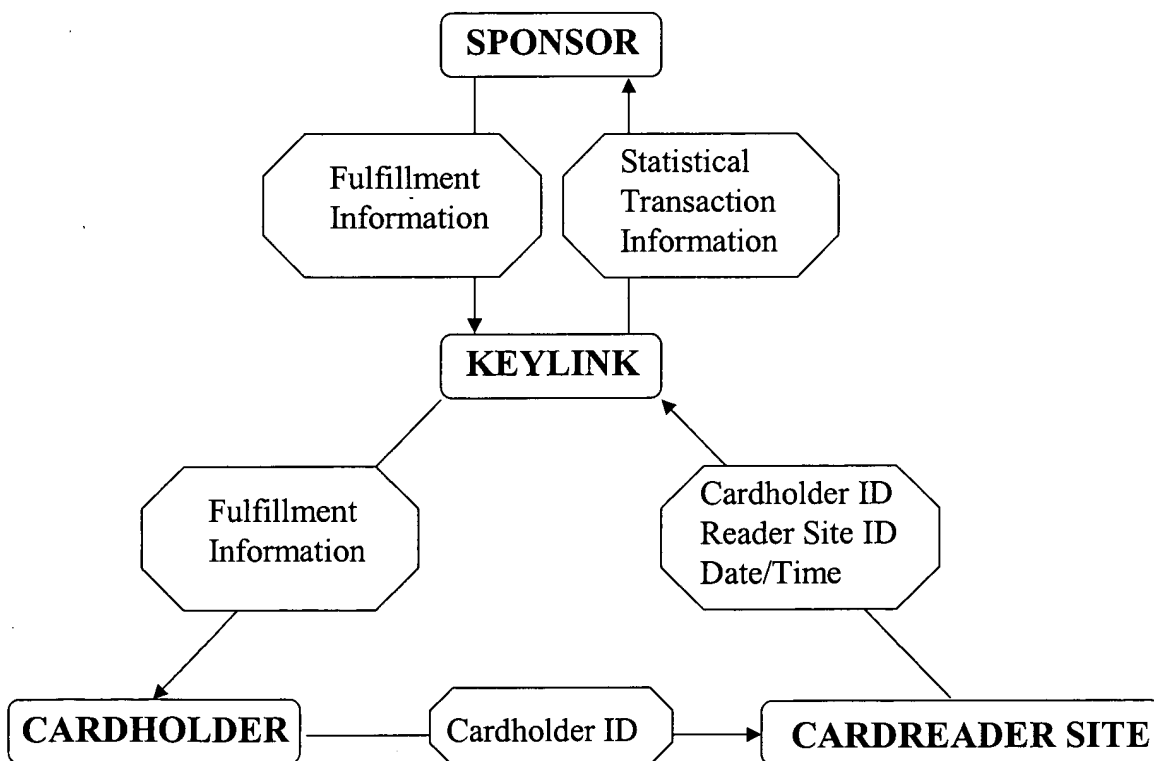 SPONSOR
Fulfillment
Information
Statistical
Transaction
Information
KEYLINK
Fulfillment
Information
Cardholder ID
Reader Site ID
Date/Time
CARDHOLDER
Cardholder ID
CARDREADER SITE